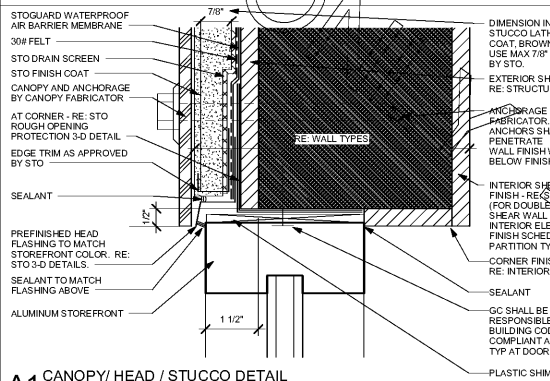 STOGUARD WATERPROOF
AIR BARRIER MEMBRANE
30# FELT
STO DRAIN SCREEN
STO FINISH COAT
CANOPY AND ANCHORAGE
BY CANOPY FABRICATOR
AT CORNER - RE: STO
ROUGH OPENING
PROTECTION 3-D DETAIL
EDGE TRIM AS APPROVED
BY STO
SEALANT
PREFINISHED HEAD
FLASHING TO MATCH
STOREFRONT COLOR. RE:
STO 3-D DETAILS.
SEALANT TO MATCH
FLASHING ABOVE
ALUMINUM STOREFRONT
7/8"
RE: WALL TYPES
1/2"
1 1/2"
DIMENSION IN
STUCCO LATH
COAT, BROWN
USE MAX 7/8"
BY STO.
EXTERIOR SH
RE: STRUCTU
ANCHORAGE
FABRICATOR.
ANCHORS SH
PENETRATE
WALL FINISH W
BELOW FINISH
INTERIOR SHE
FINISH - RE:
(FOR DOUBLE
SHEAR WALL
INTERIOR ELE
FINISH SCHED
PARTITION TY
CORNER FINIS
RE: INTERIOR
SEALANT
GC SHALL BE
RESPONSIBLE
BUILDING COD
COMPLIANT A
TYP AT DOOR
PLASTIC SHIM
A1 CANOPY/ HEAD / STUCCO DETAIL